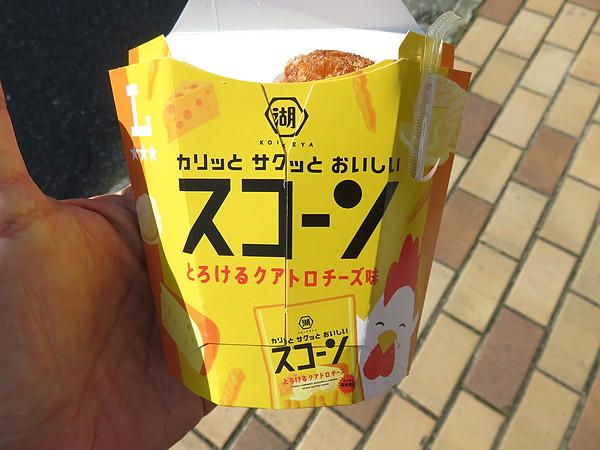 L
湖
KOIKEYA
カリッと サクッと おいしい
スコーン
とろけるクアトロチーズ味
湖
カリッと サクッと おいしい
スコーン
とろけるクアトロチーズ